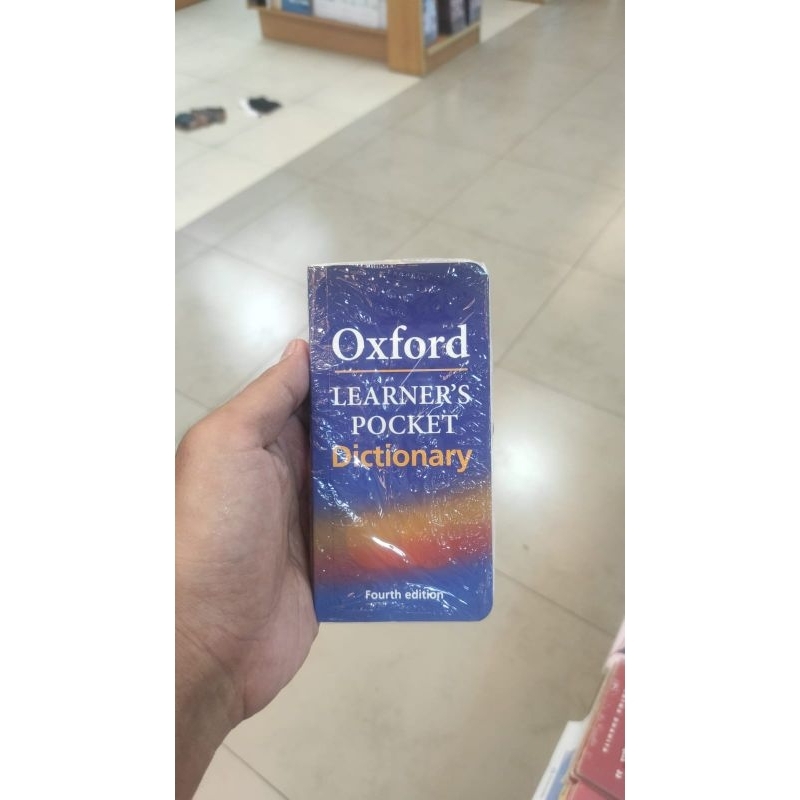 Oxford
LEARNER'S
POCKET
Dictionary
Fourth edition